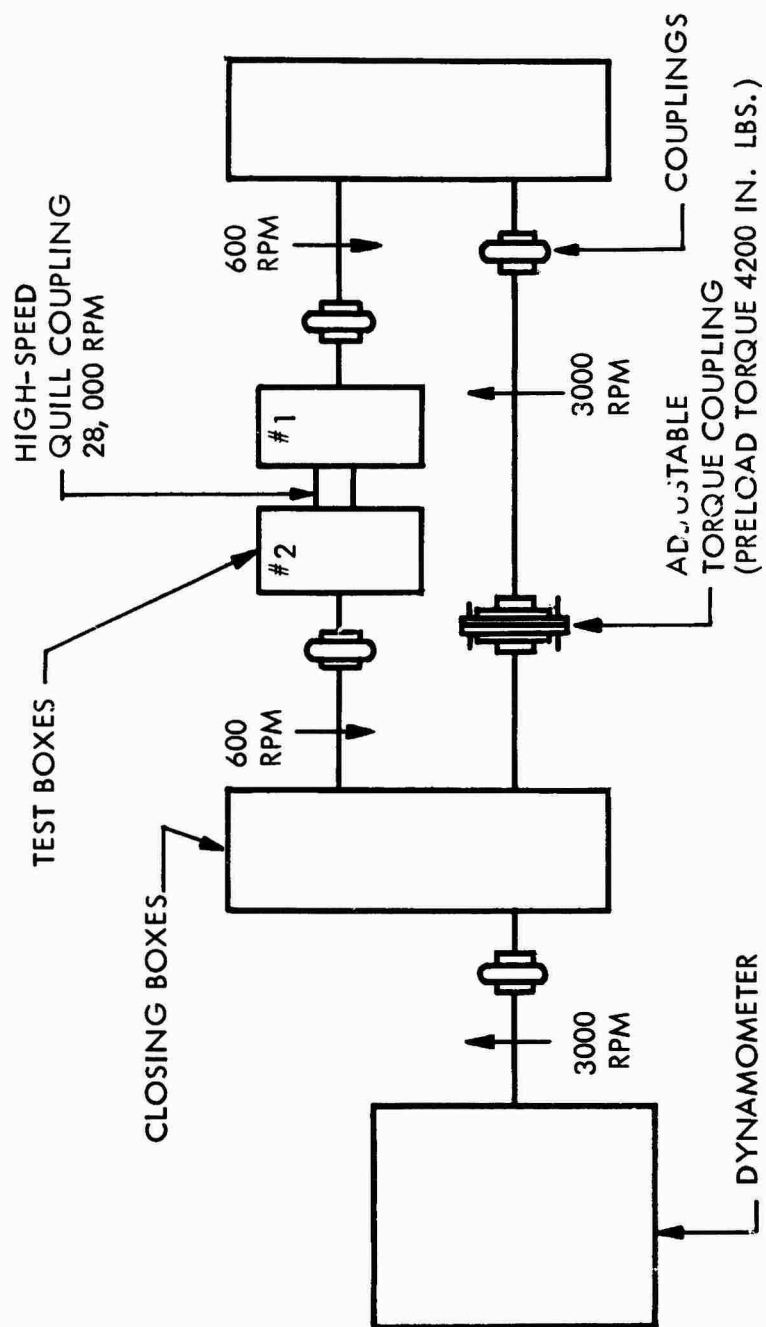 HIGH-SPEED
QUILL COUPLING
28,000 RPM
TEST BOXES
CLOSING BOXES
600
RPM
#2
#1
600
RPM
3000
RPM
3000
RPM
DYNAMOMETER
COUPLINGS
ADJUSTABLE
TORQUE COUPLING
(PRELOAD TORQUE 4200 IN. LBS.)